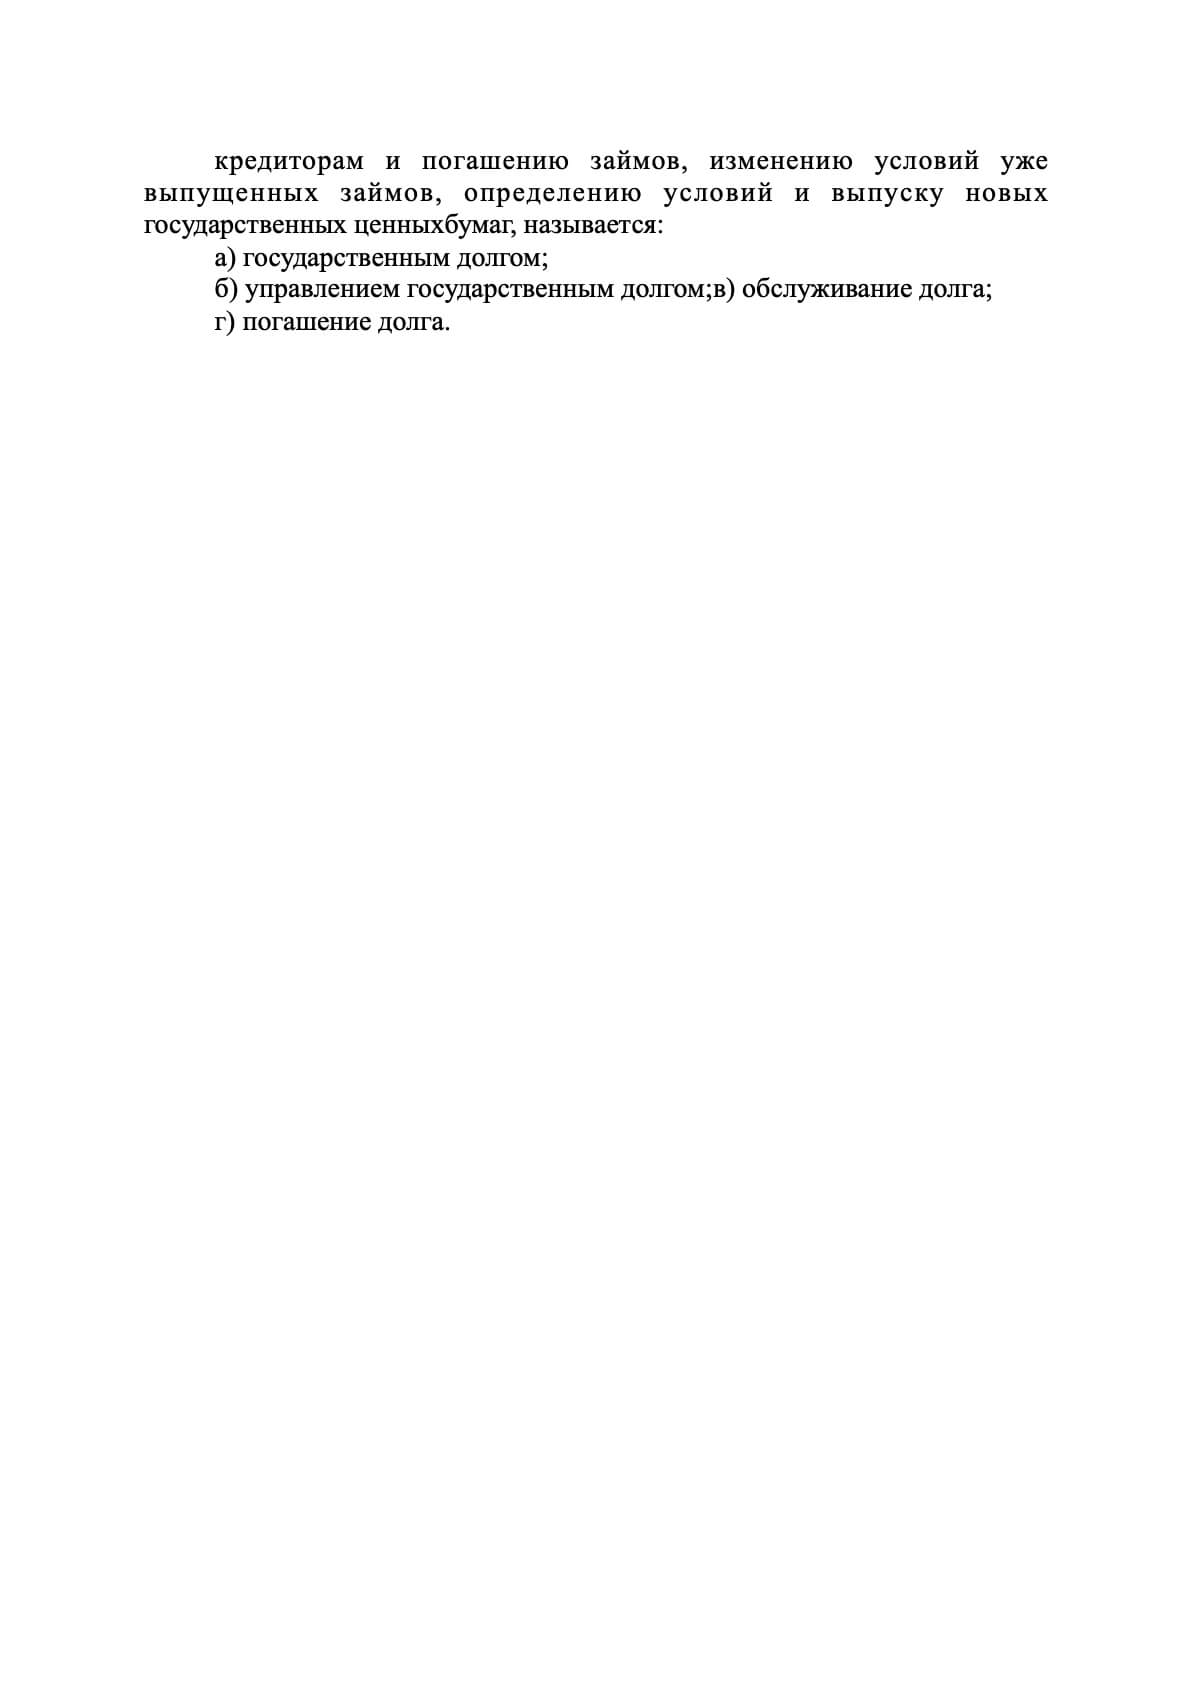 кредиторам и погашению займов, изменению условий уже
выпущенных займов, определению условий и выпуску новых
государственных ценныхбумаг, называется:
а) государственным долгом;
б) управлением государственным долгом;в) обслуживание долга;
г) погашение долга.